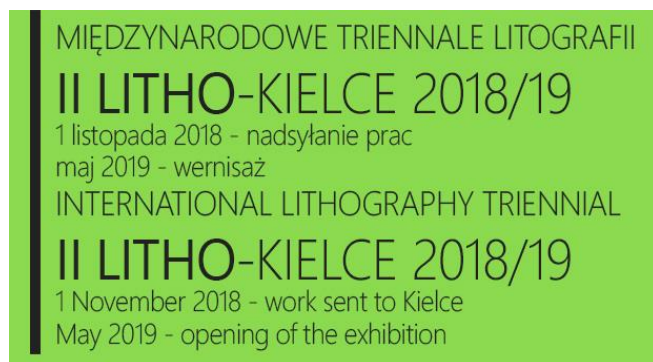 MIĘDZYNARODOWE TRIENNALE LITOGRAFII
II LITHO-KIELCE 2018/19
1 listopada 2018 - nadsyłanie prac
maj 2019 - wernisaż
INTERNATIONAL LITHOGRAPHY TRIENNIAL
II LITHO-KIELCE 2018/19
1 November 2018 - work sent to Kielce
May 2019 - opening of the exhibition